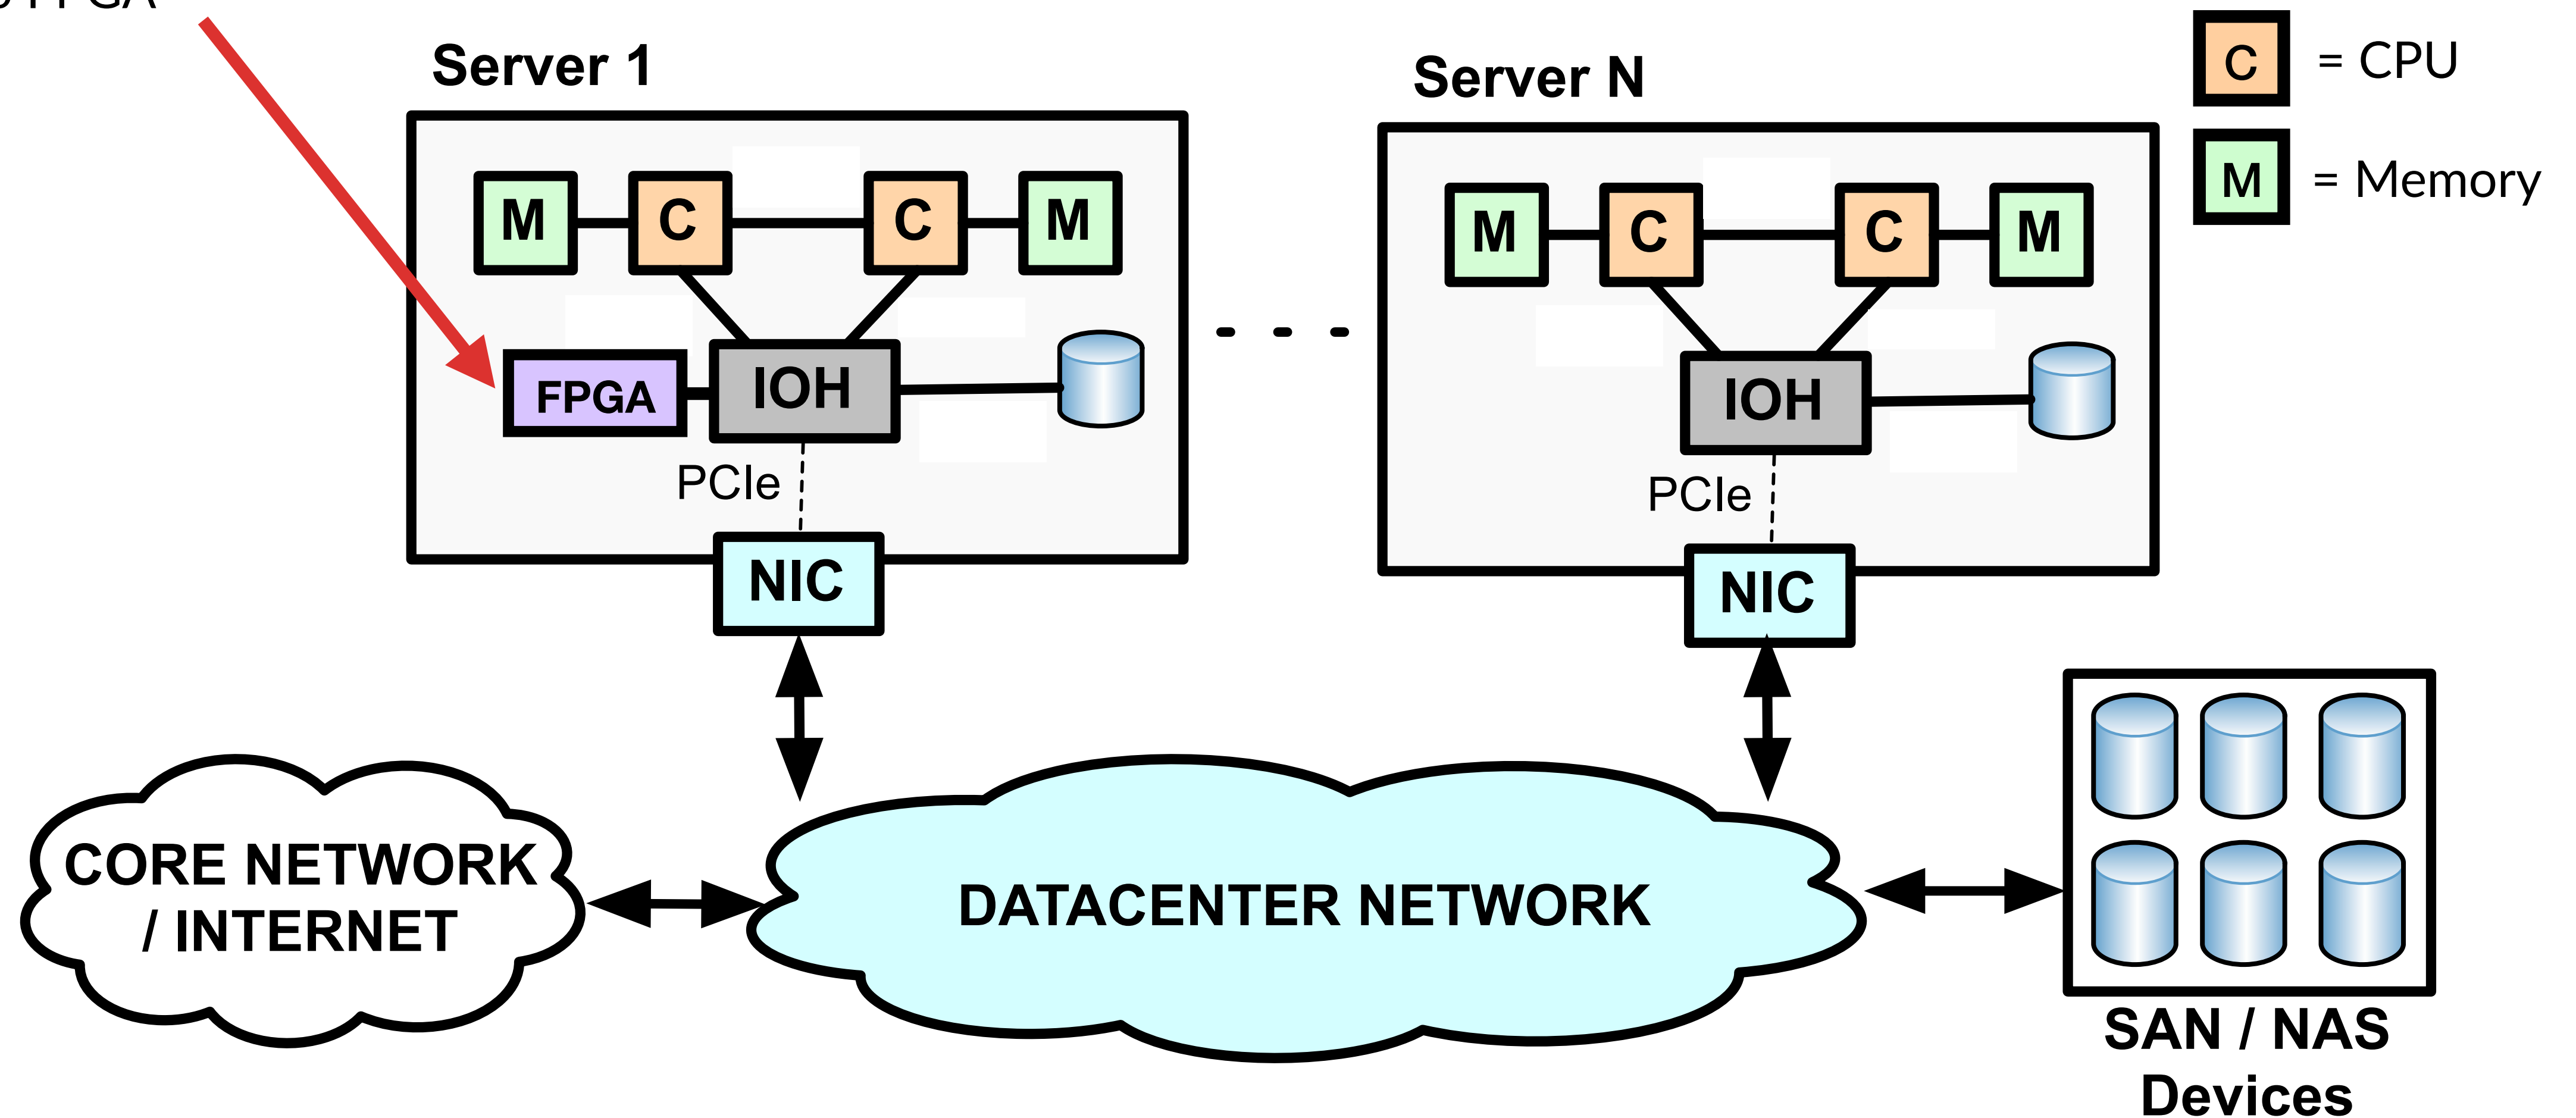 FPGA
Server 1
Server N
C = CPU
M = Memory
M C C M
M C C M
FPGA IOH
IOH
PCIe
PCIe
NIC
NIC
CORE NETWORK
/ INTERNET
DATACENTER NETWORK
SAN / NAS
Devices